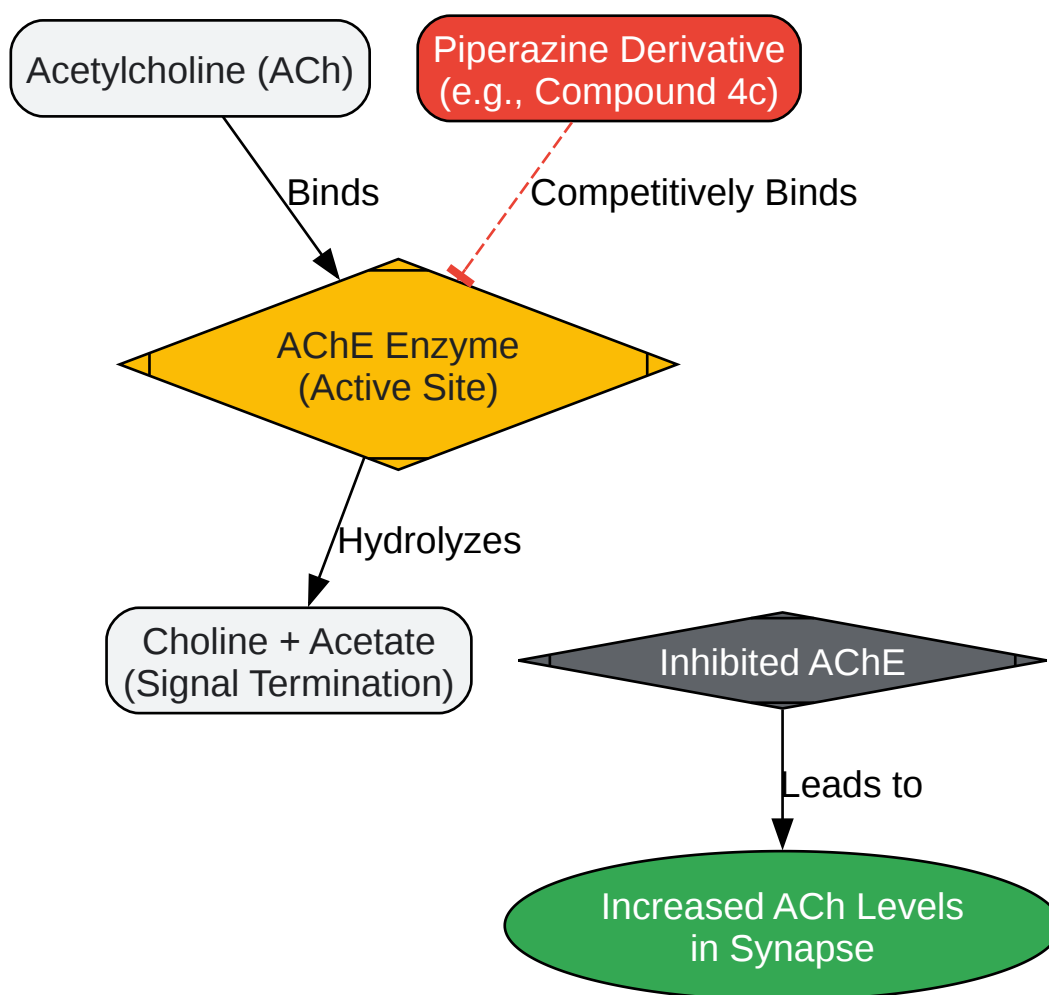 Acetylcholine (ACh)
Piperazine Derivative
(e.g., Compound 4c)
Binds
Competitively Binds
AChE Enzyme
(Active Site)
Hydrolyzes
Choline + Acetate
(Signal Termination)
Inhibited AChE
Leads to
Increased ACh Levels
in Synapse